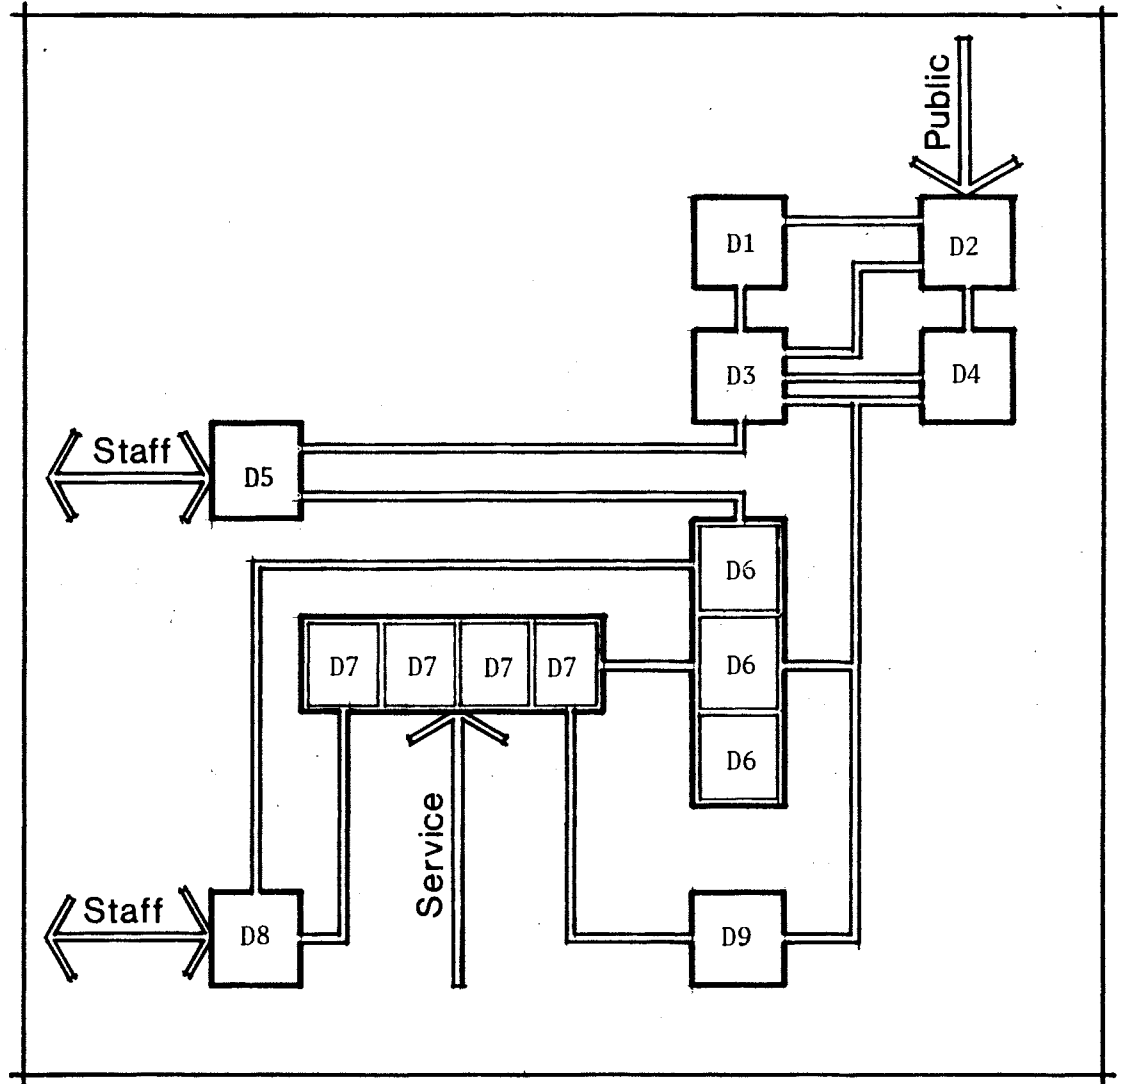 Public
D1
D2
D3
D4
Staff
D5
D6
D7 D7 D7 D7
D6
D6
Service
Staff
D8
D9